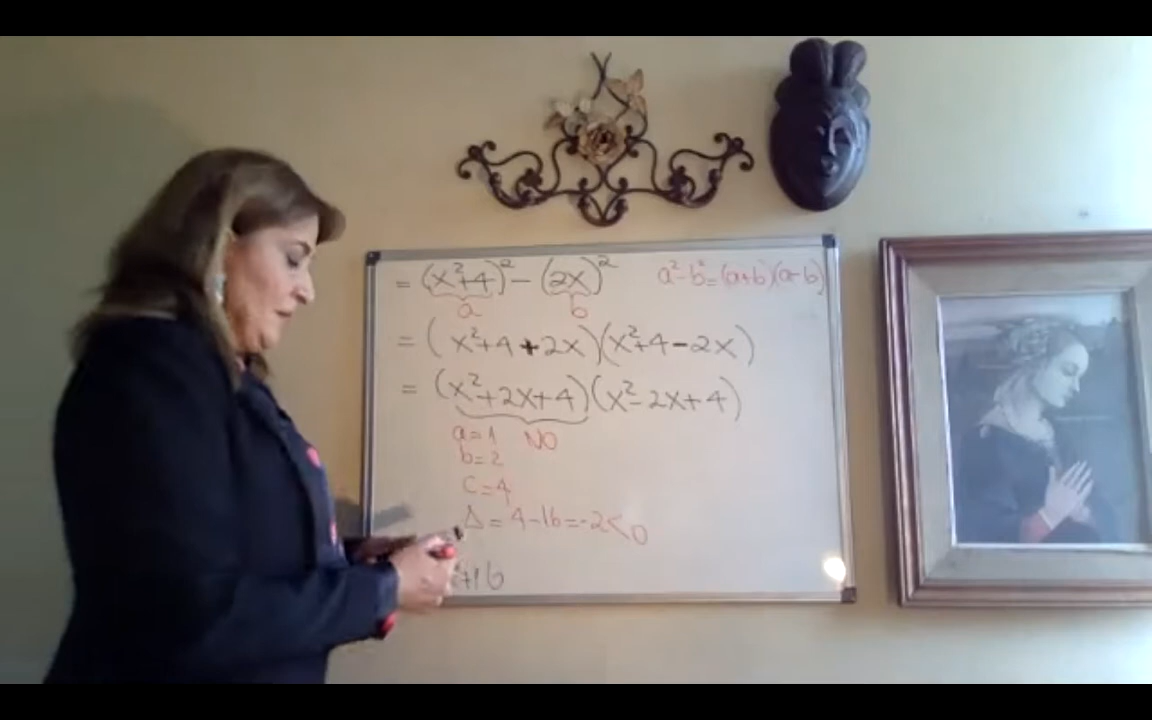 = (x²+4)² - (2x)² a²-b²=(a+b)(a-b)
a b
= (x²+4+2x)(x²+4-2x)
= (x²+2x+4)(x²-2x+4)
a=1 NO
b=2
c=4
Δ=4-16=-2<0
+16